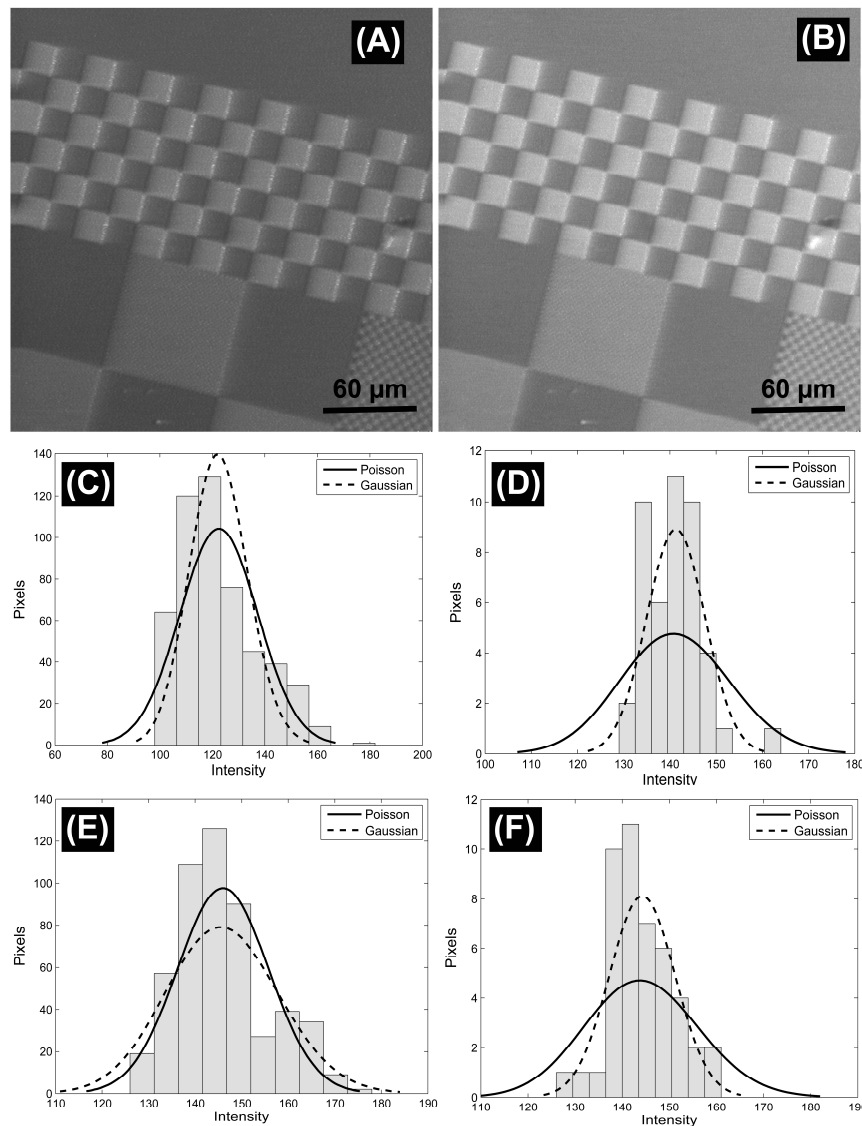 (A)
60 µm
(B)
60 µm
(C)
Poisson
Gaussian
140
120
100
80
60
40
20
0
Pixels
60 80 100 120 140 160 180 200
Intensity
(D)
Poisson
Gaussian
12
10
8
6
4
2
0
Pixels
100 110 120 130 140 150 160 170 180
Intensity
(E)
Poisson
Gaussian
140
120
100
80
60
40
20
0
Pixels
110 120 130 140 150 160 170 180 190
Intensity
(F)
Poisson
Gaussian
12
10
8
6
4
2
0
Pixels
110 120 130 140 150 160 170 180 190
Intensity